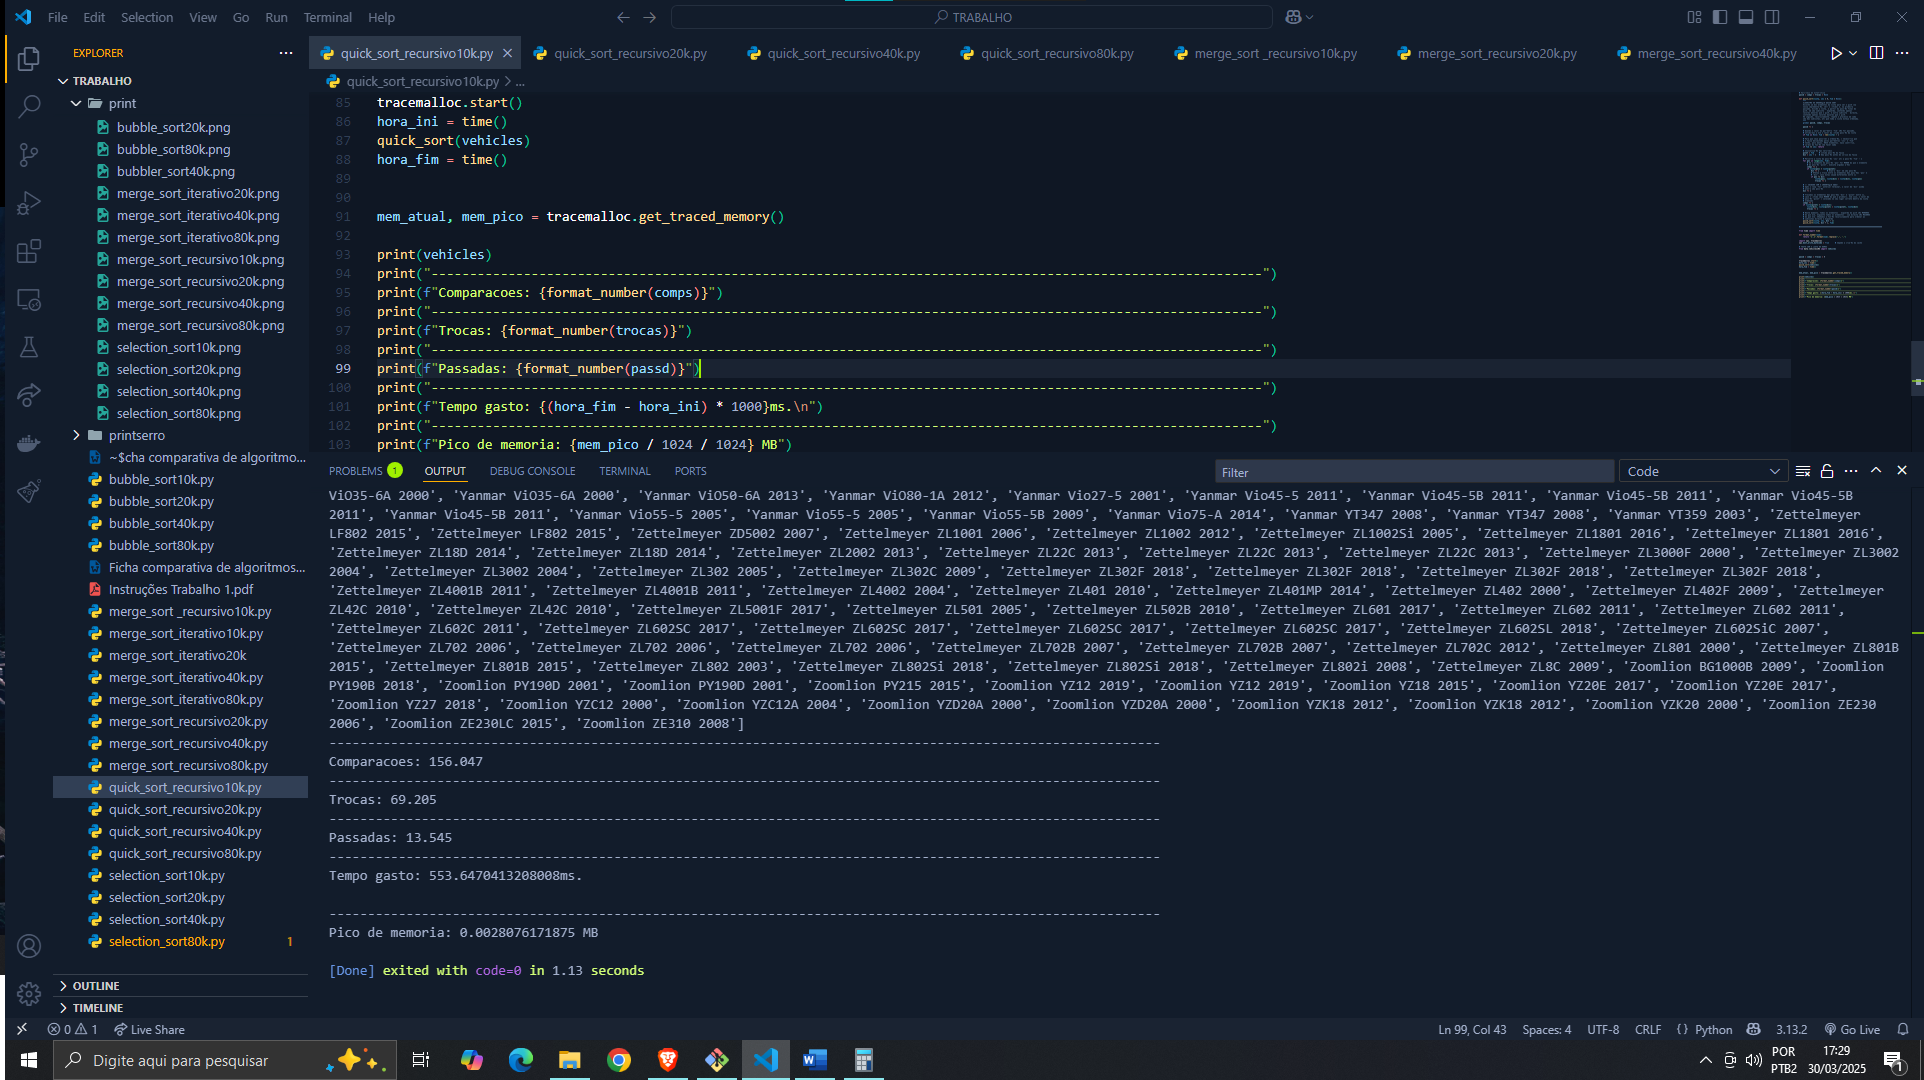 File Edit Selection View Go Run Terminal Help
TRABALHO
EXPLORER
quick_sort_recursivo10k.py
quick_sort_recursivo20k.py
quick_sort_recursivo40k.py
quick_sort_recursivo80k.py
merge_sort _recursivo10k.py
merge_sort_recursivo20k.py
merge_sort_recursivo40k.py
quick_sort_recursivo10k.py > ...
TRABALHO
print
bubble_sort20k.png
bubble_sort80k.png
bubbler_sort40k.png
merge_sort_iterativo20k.png
merge_sort_iterativo40k.png
merge_sort_iterativo80k.png
merge_sort_recursivo10k.png
merge_sort_recursivo20k.png
merge_sort_recursivo40k.png
merge_sort_recursivo80k.png
selection_sort10k.png
selection_sort20k.png
selection_sort40k.png
selection_sort80k.png
printserro
~$cha comparativa de algoritmo...
bubble_sort10k.py
bubble_sort20k.py
bubble_sort40k.py
bubble_sort80k.py
Ficha comparativa de algoritmos...
Instruções Trabalho 1.pdf
merge_sort _recursivo10k.py
merge_sort_iterativo10k.py
merge_sort_iterativo20k
merge_sort_iterativo40k.py
merge_sort_iterativo80k.py
merge_sort_recursivo20k.py
merge_sort_recursivo40k.py
merge_sort_recursivo80k.py
quick_sort_recursivo10k.py
quick_sort_recursivo20k.py
quick_sort_recursivo40k.py
quick_sort_recursivo80k.py
selection_sort10k.py
selection_sort20k.py
selection_sort40k.py
selection_sort80k.py 1
OUTLINE
TIMELINE
85 tracemalloc.start()
86 hora_ini = time()
87 quick_sort(vehicles)
88 hora_fim = time()
89
90
91 mem_atual, mem_pico = tracemalloc.get_traced_memory()
92
93 print(vehicles)
94 print("------------------------------------------------------------------------------------------------------------")
95 print(f"Comparacoes: {format_number(comps)}")
96 print("------------------------------------------------------------------------------------------------------------")
97 print(f"Trocas: {format_number(trocas)}")
98 print("------------------------------------------------------------------------------------------------------------")
99 print(f"Passadas: {format_number(passd)}")
100 print("------------------------------------------------------------------------------------------------------------")
101 print(f"Tempo gasto: {(hora_fim - hora_ini) * 1000}ms.\n")
102 print("------------------------------------------------------------------------------------------------------------")
103 print(f"Pico de memoria: {mem_pico / 1024 / 1024} MB")
PROBLEMS 1 OUTPUT DEBUG CONSOLE TERMINAL PORTS
Filter
Code
ViO35-6A 2000', 'Yanmar ViO35-6A 2000', 'Yanmar ViO50-6A 2013', 'Yanmar ViO80-1A 2012', 'Yanmar Vio27-5 2001', 'Yanmar Vio45-5 2011', 'Yanmar Vio45-5B 2011', 'Yanmar Vio45-5B 2011', 'Yanmar Vio45-5B
2011', 'Yanmar Vio45-5B 2011', 'Yanmar Vio55-5 2005', 'Yanmar Vio55-5 2005', 'Yanmar Vio55-5B 2009', 'Yanmar Vio75-A 2014', 'Yanmar YT347 2008', 'Yanmar YT347 2008', 'Yanmar YT359 2003', 'Zettelmeyer
LF802 2015', 'Zettelmeyer LF802 2015', 'Zettelmeyer ZD5002 2007', 'Zettelmeyer ZL1001 2006', 'Zettelmeyer ZL1002 2012', 'Zettelmeyer ZL1002Si 2005', 'Zettelmeyer ZL1801 2016', 'Zettelmeyer ZL1801 2016',
'Zettelmeyer ZL18D 2014', 'Zettelmeyer ZL18D 2014', 'Zettelmeyer ZL2002 2013', 'Zettelmeyer ZL22C 2013', 'Zettelmeyer ZL22C 2013', 'Zettelmeyer ZL22C 2013', 'Zettelmeyer ZL3000F 2000', 'Zettelmeyer ZL3002
2004', 'Zettelmeyer ZL3002 2004', 'Zettelmeyer ZL302 2005', 'Zettelmeyer ZL302C 2009', 'Zettelmeyer ZL302F 2018', 'Zettelmeyer ZL302F 2018', 'Zettelmeyer ZL302F 2018', 'Zettelmeyer ZL302F 2018',
'Zettelmeyer ZL4001B 2011', 'Zettelmeyer ZL4001B 2011', 'Zettelmeyer ZL4002 2004', 'Zettelmeyer ZL401 2010', 'Zettelmeyer ZL401MP 2014', 'Zettelmeyer ZL402 2000', 'Zettelmeyer ZL402F 2009', 'Zettelmeyer
ZL42C 2010', 'Zettelmeyer ZL42C 2010', 'Zettelmeyer ZL5001F 2017', 'Zettelmeyer ZL501 2005', 'Zettelmeyer ZL502B 2010', 'Zettelmeyer ZL601 2017', 'Zettelmeyer ZL602 2011', 'Zettelmeyer ZL602 2011',
'Zettelmeyer ZL602C 2011', 'Zettelmeyer ZL602SC 2017', 'Zettelmeyer ZL602SC 2017', 'Zettelmeyer ZL602SC 2017', 'Zettelmeyer ZL602SC 2017', 'Zettelmeyer ZL602SL 2018', 'Zettelmeyer ZL602SiC 2007',
'Zettelmeyer ZL702 2006', 'Zettelmeyer ZL702 2006', 'Zettelmeyer ZL702 2006', 'Zettelmeyer ZL702B 2007', 'Zettelmeyer ZL702B 2007', 'Zettelmeyer ZL702C 2012', 'Zettelmeyer ZL801 2000', 'Zettelmeyer ZL801B
2015', 'Zettelmeyer ZL801B 2015', 'Zettelmeyer ZL802 2003', 'Zettelmeyer ZL802Si 2018', 'Zettelmeyer ZL802Si 2018', 'Zettelmeyer ZL802i 2008', 'Zettelmeyer ZL8C 2009', 'Zoomlion BG1000B 2009', 'Zoomlion
PY190B 2018', 'Zoomlion PY190D 2001', 'Zoomlion PY190D 2001', 'Zoomlion PY215 2015', 'Zoomlion YZ12 2019', 'Zoomlion YZ12 2019', 'Zoomlion YZ18 2015', 'Zoomlion YZ20E 2017', 'Zoomlion YZ20E 2017',
'Zoomlion YZ27 2018', 'Zoomlion YZC12 2000', 'Zoomlion YZC12A 2004', 'Zoomlion YZD20A 2000', 'Zoomlion YZD20A 2000', 'Zoomlion YZK18 2012', 'Zoomlion YZK18 2012', 'Zoomlion YZK20 2000', 'Zoomlion ZE230
2006', 'Zoomlion ZE230LC 2015', 'Zoomlion ZE310 2008']
------------------------------------------------------------------------------------------------------------
Comparacoes: 156.047
------------------------------------------------------------------------------------------------------------
Trocas: 69.205
------------------------------------------------------------------------------------------------------------
Passadas: 13.545
------------------------------------------------------------------------------------------------------------
Tempo gasto: 553.6470413208008ms.
------------------------------------------------------------------------------------------------------------
Pico de memoria: 0.0028076171875 MB
[Done] exited with code=0 in 1.13 seconds
0 1 Live Share
Ln 99, Col 43 Spaces: 4 UTF-8 CRLF {} Python 3.13.2 Go Live
Digite aqui para pesquisar
POR
PTB2
17:29
30/03/2025
1